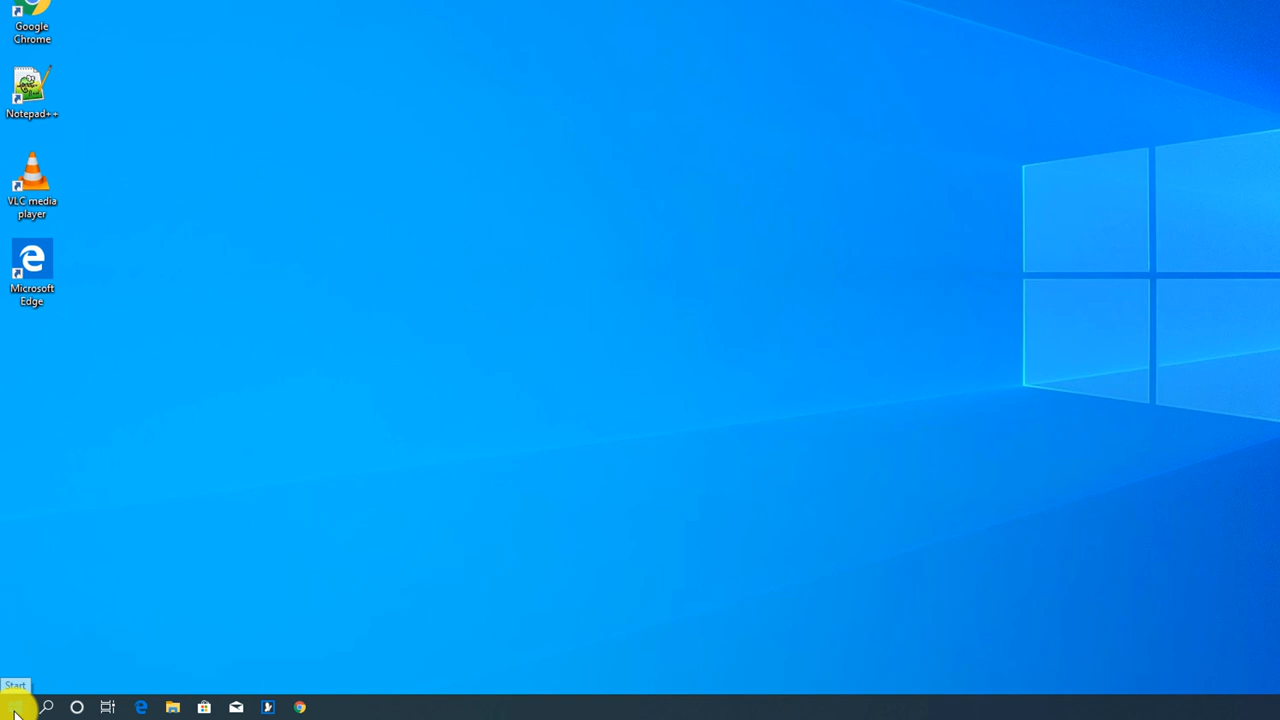 Google
Chrome
Notepad++
VLC media
player
Microsoft
Edge
Start